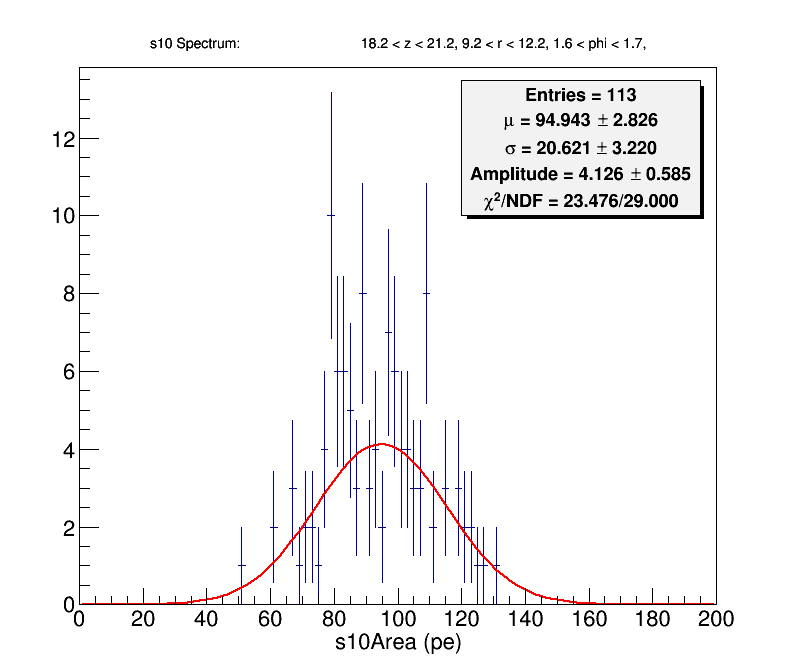 s10 Spectrum: 18.2 < z < 21.2, 9.2 < r < 12.2, 1.6 < phi < 1.7,
Entries = 113
μ = 94.943 ± 2.826
σ = 20.621 ± 3.220
Amplitude = 4.126 ± 0.585
χ²/NDF = 23.476/29.000
12
10
8
6
4
2
0
0 20 40 60 80 100 120 140 160 180 200
s10Area (pe)